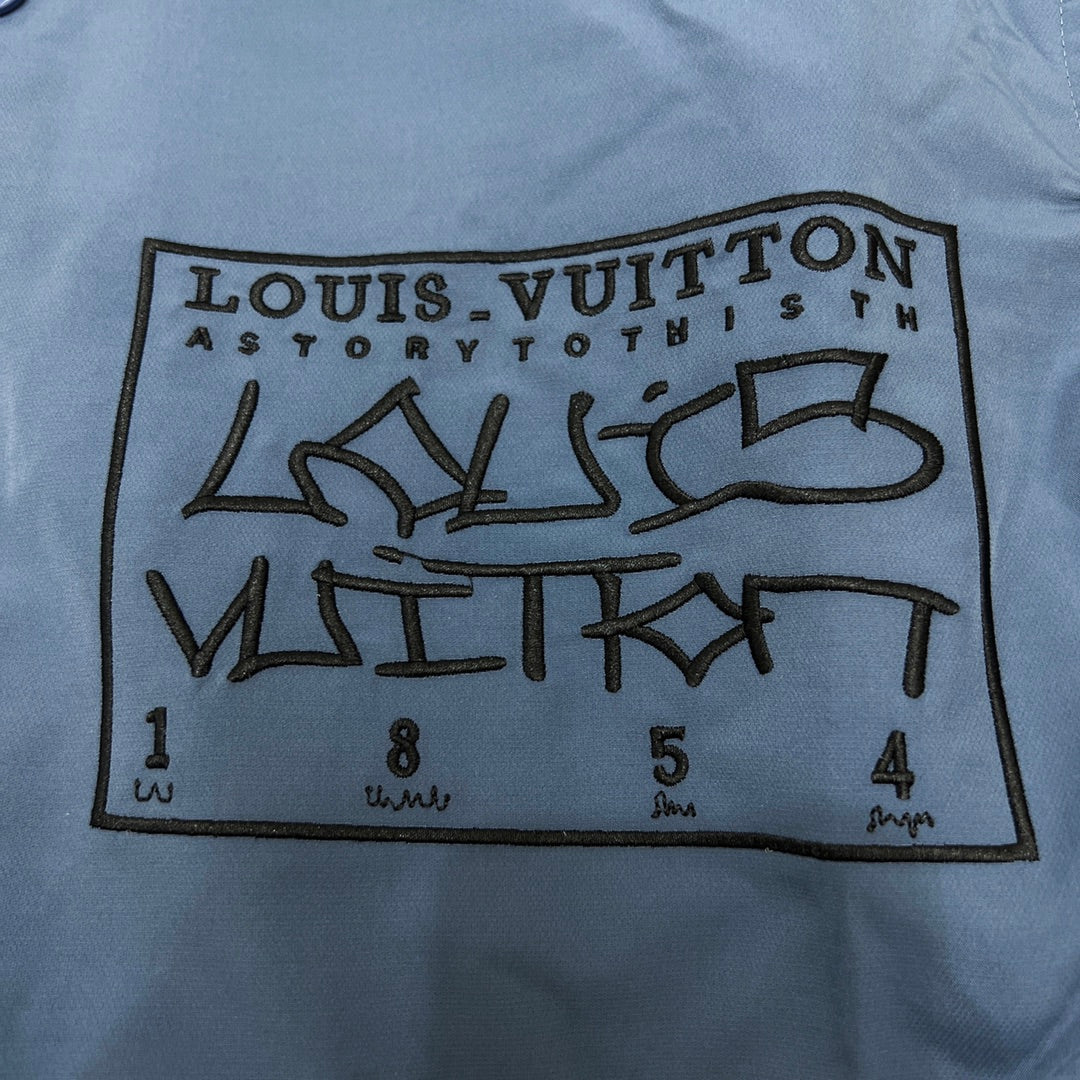 LOUIS_VUITTON
ASTORYTOTHISTH
LOUIS
VUITTON
1 8 5 4